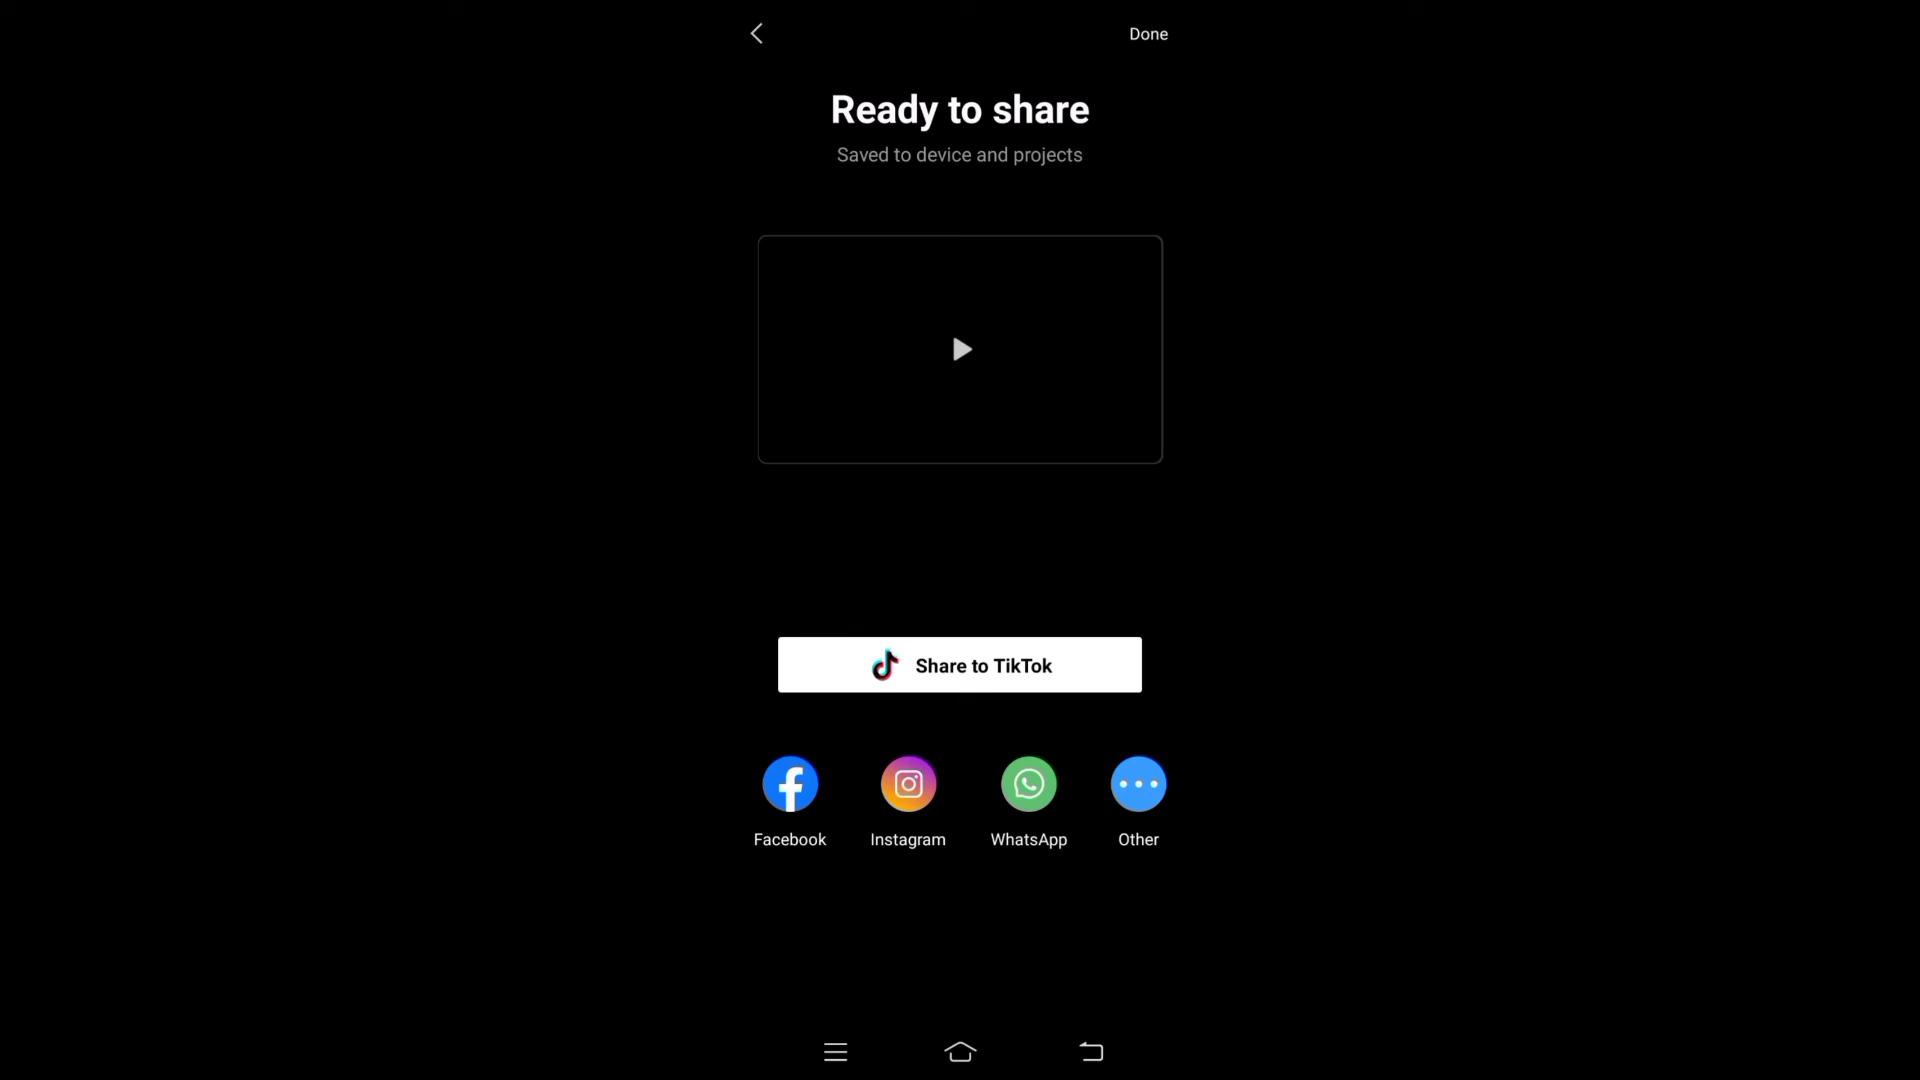 Done
Ready to share
Saved to device and projects
Share to TikTok
Facebook
Instagram
WhatsApp
Other